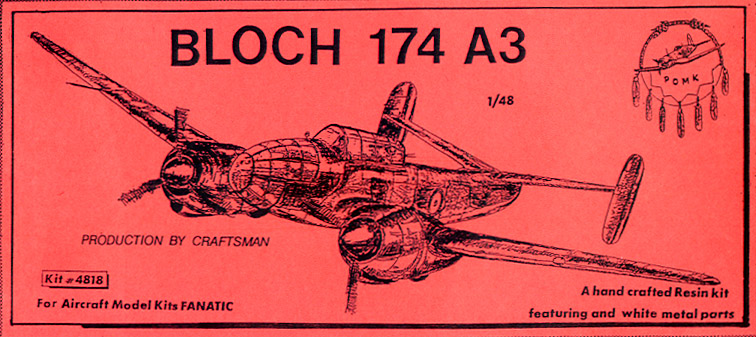 BLOCH 174 A3
POMK
1/48
PRODUCTION BY CRAFTSMAN
Kit # 4818
For Aircraft Model Kits FANATIC
A hand crafted Resin kit
featuring and white metal parts